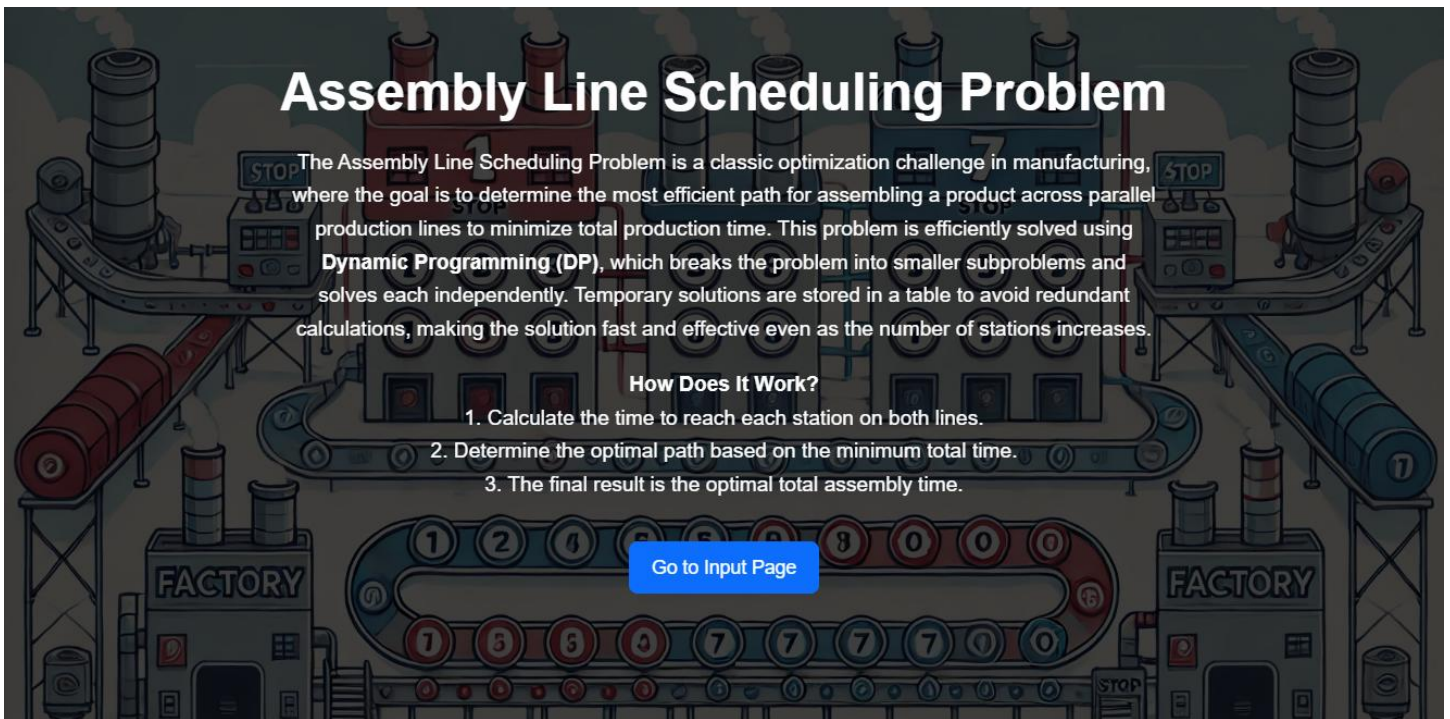 Assembly Line Scheduling Problem
The Assembly Line Scheduling Problem is a classic optimization challenge in manufacturing,
where the goal is to determine the most efficient path for assembling a product across parallel
production lines to minimize total production time. This problem is efficiently solved using
Dynamic Programming (DP), which breaks the problem into smaller subproblems and
solves each independently. Temporary solutions are stored in a table to avoid redundant
calculations, making the solution fast and effective even as the number of stations increases.
How Does It Work?
1. Calculate the time to reach each station on both lines.
2. Determine the optimal path based on the minimum total time.
3. The final result is the optimal total assembly time.
Go to Input Page
1
7
STOP
STOP
STOP
STOP
FACTORY
FACTORY
STOP